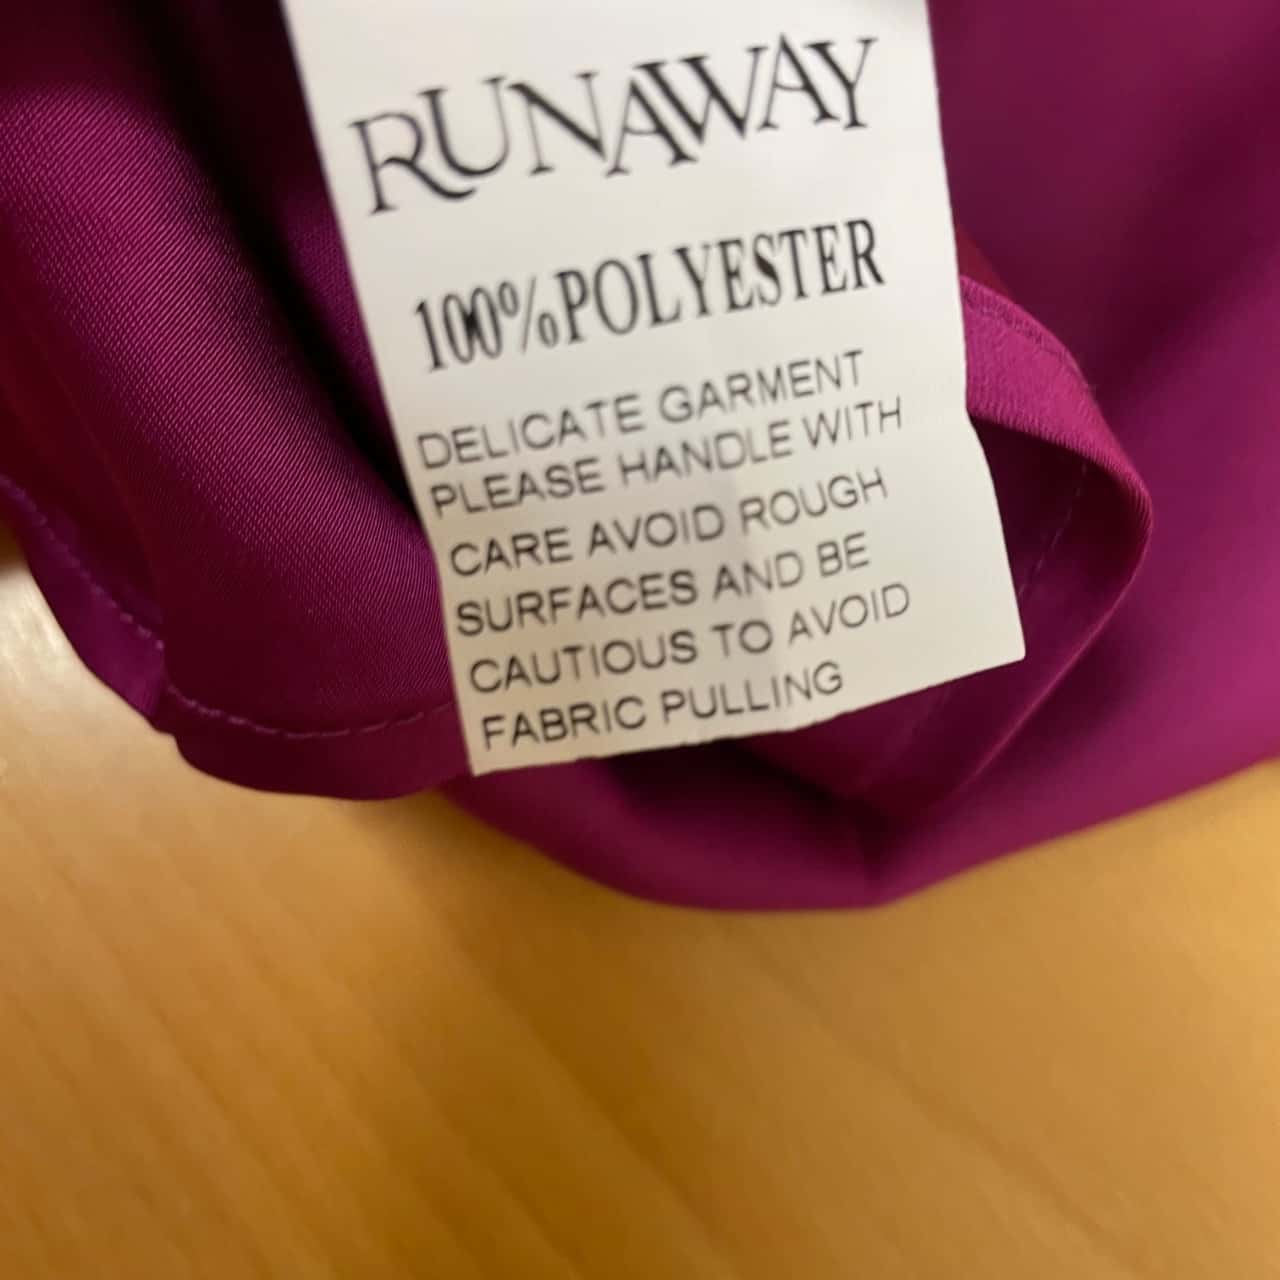 RUNAWAY
100%POLYESTER
DELICATE GARMENT
PLEASE HANDLE WITH
CARE AVOID ROUGH
SURFACES AND BE
CAUTIOUS TO AVOID
FABRIC PULLING